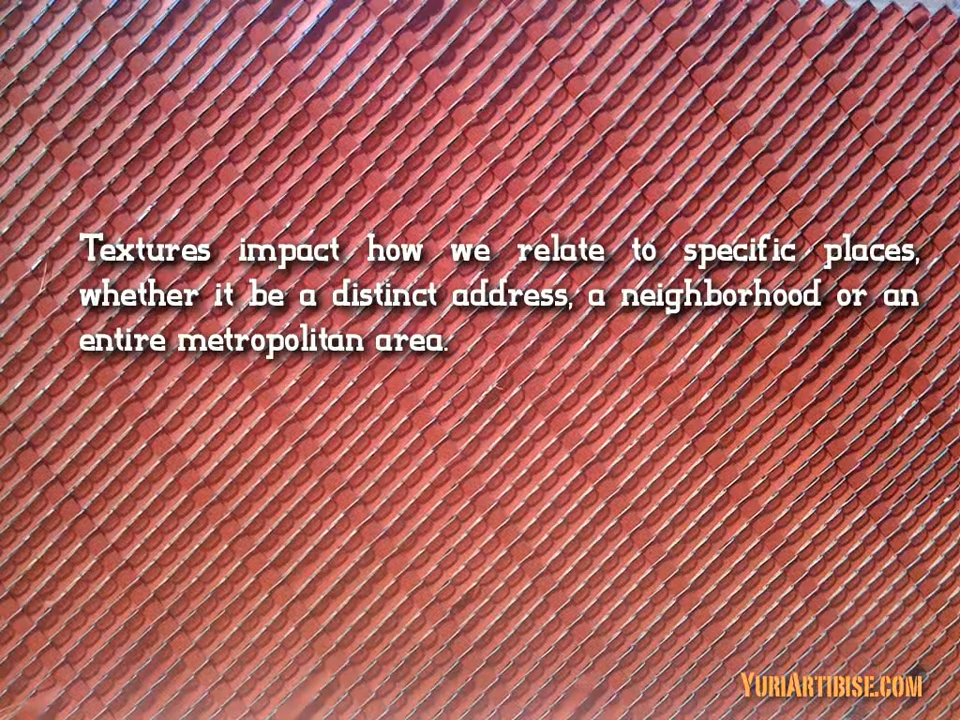 Textures impact how we relate to specific places,
whether it be a distinct address, a neighborhood or an
entire metropolitan area.
YuriArtibise.com